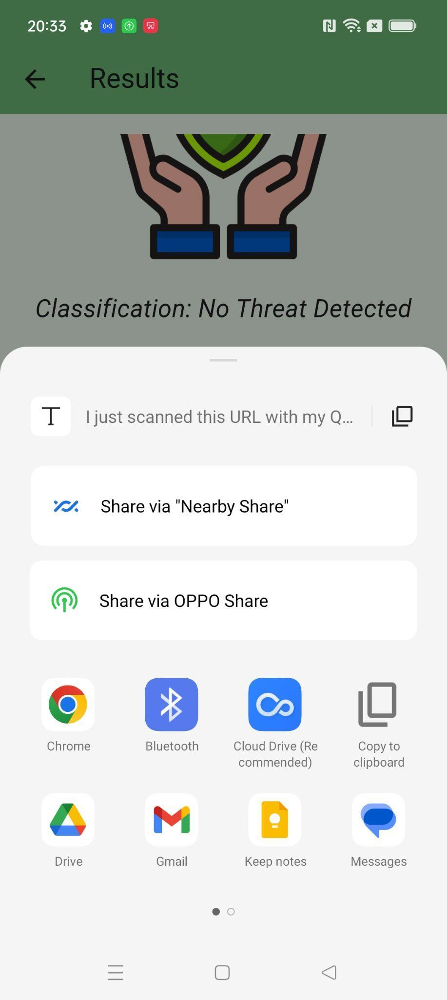 20:33
Results
Classification: No Threat Detected
T
I just scanned this URL with my Q...
Share via "Nearby Share"
Share via OPPO Share
Chrome
Bluetooth
Cloud Drive (Re
commended)
Copy to
clipboard
Drive
Gmail
Keep notes
Messages